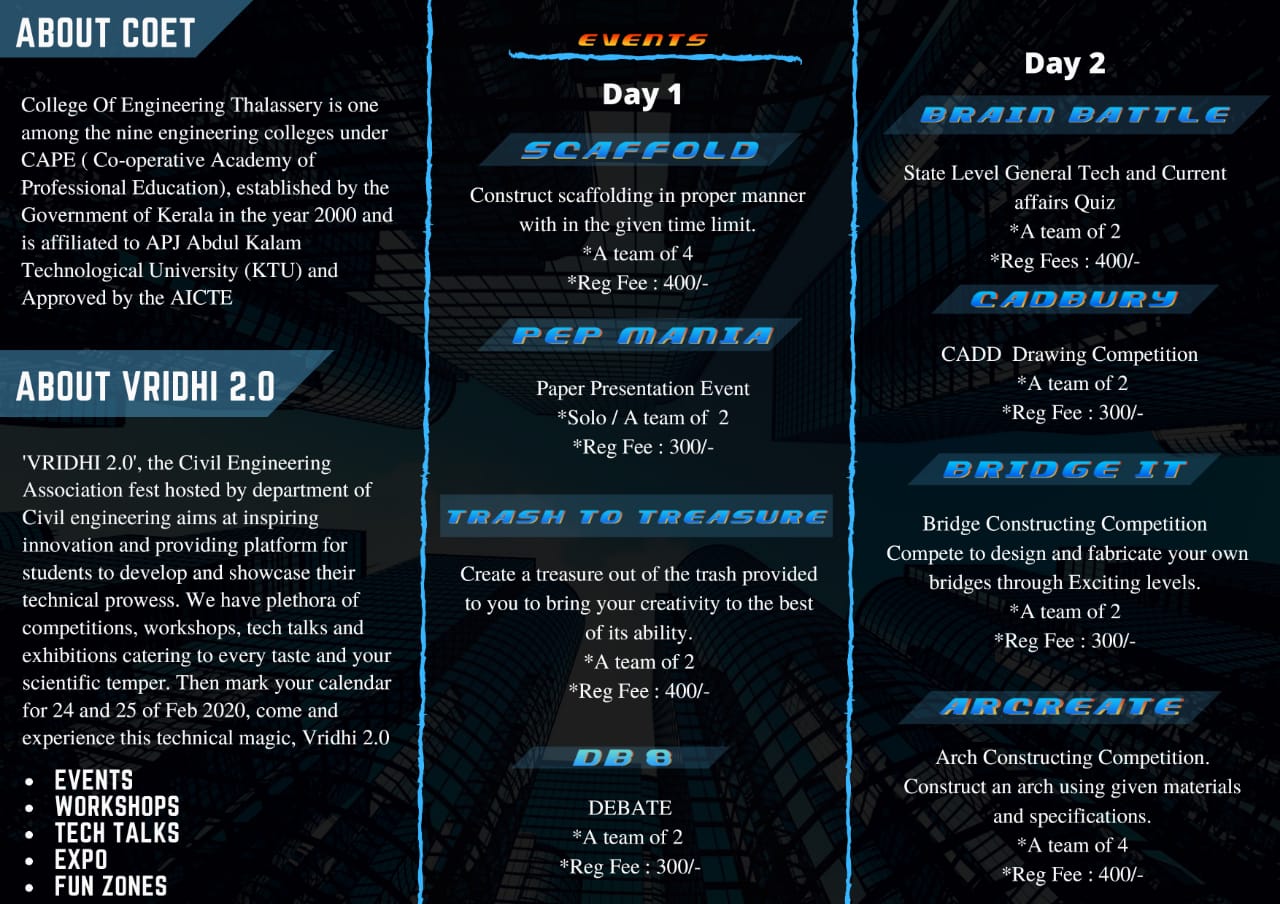 ABOUT COET
College Of Engineering Thalassery is one
among the nine engineering colleges under
CAPE ( Co-operative Academy of
Professional Education), established by the
Government of Kerala in the year 2000 and
is affiliated to APJ Abdul Kalam
Technological University (KTU) and
Approved by the AICTE
ABOUT VRIDHI 2.0
'VRIDHI 2.0', the Civil Engineering
Association fest hosted by department of
Civil engineering aims at inspiring
innovation and providing platform for
students to develop and showcase their
technical prowess. We have plethora of
competitions, workshops, tech talks and
exhibitions catering to every taste and your
scientific temper. Then mark your calendar
for 24 and 25 of Feb 2020, come and
experience this technical magic, Vridhi 2.0
• EVENTS
• WORKSHOPS
• TECH TALKS
• EXPO
• FUN ZONES
EVENTS
Day 1
SCAFFOLD
Construct scaffolding in proper manner
with in the given time limit.
*A team of 4
*Reg Fee : 400/-
PEP MANIA
Paper Presentation Event
*Solo / A team of 2
*Reg Fee : 300/-
TRASH TO TREASURE
Create a treasure out of the trash provided
to you to bring your creativity to the best
of its ability.
*A team of 2
*Reg Fee : 400/-
DB 8
DEBATE
*A team of 2
*Reg Fee : 300/-
Day 2
BRAIN BATTLE
State Level General Tech and Current
affairs Quiz
*A team of 2
*Reg Fees : 400/-
CADBURY
CADD Drawing Competition
*A team of 2
*Reg Fee : 300/-
BRIDGE IT
Bridge Constructing Competition
Compete to design and fabricate your own
bridges through Exciting levels.
*A team of 2
*Reg Fee : 300/-
ARCREATE
Arch Constructing Competition.
Construct an arch using given materials
and specifications.
*A team of 4
*Reg Fee : 400/-